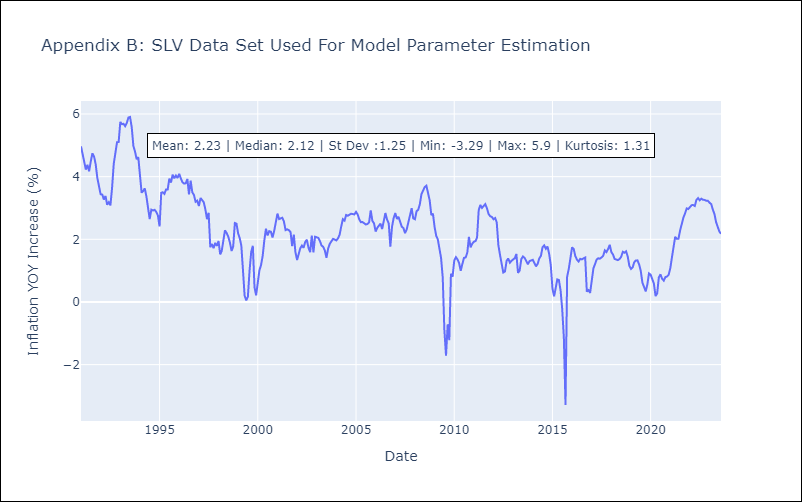 Appendix B: SLV Data Set Used For Model Parameter Estimation
Mean: 2.23 | Median: 2.12 | St Dev :1.25 | Min: -3.29 | Max: 5.9 | Kurtosis: 1.31
Inflation YOY Increase (%)
6
4
2
0
−2
1995
2000
2005
2010
2015
2020
Date